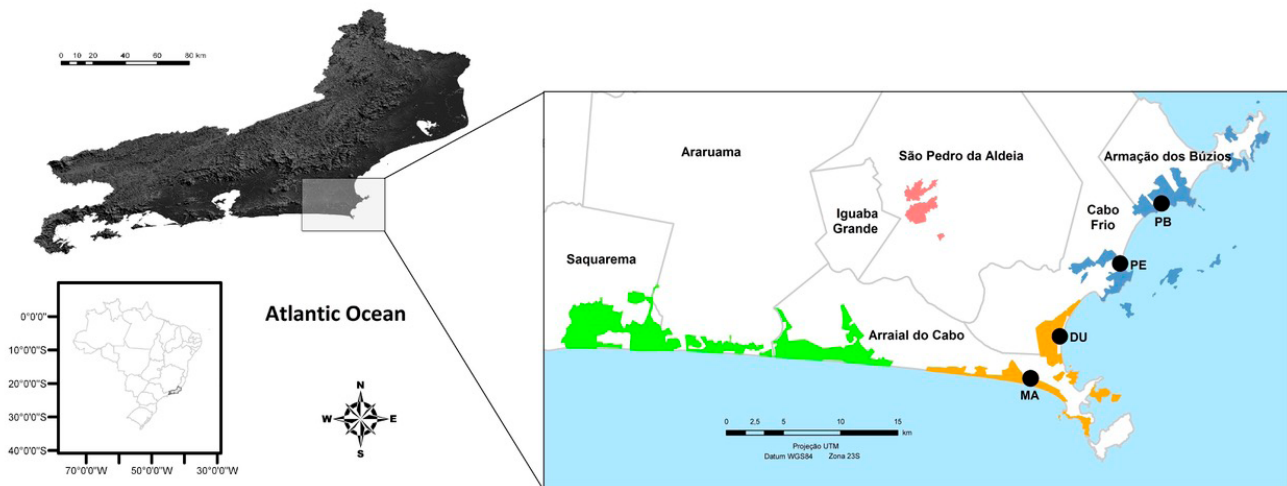 0 10 20 40 60 80 km
Atlantic Ocean
0°0'0"
10°0'0"S
20°0'0"S
30°0'0"S
40°0'0"S
70°0'0"W 50°0'0"W 30°0'0"W
N
W E
S
Araruama
São Pedro da Aldeia
Armação dos Búzios
Iguaba
Grande
Cabo
Frio
PB
PE
Saquarema
Arraial do Cabo
DU
MA
0 2,5 5 10 15
km
Projeção UTM
Datum WGS84 Zona 23S